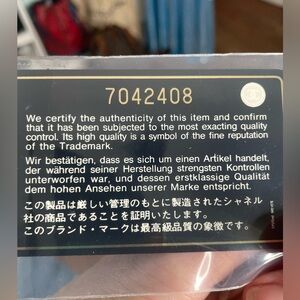 7042408
We certify the authenticity of this item and confirm
that it has been subjected to the most exacting quality
control. Its high quality is a symbol of the fine reputation
of the Trademark.
Wir bestätigen, dass es sich um einen Artikel handelt,
der während seiner Herstellung strengsten Kontrollen
unterworfen war, und dessen erstklassige Qualität
dem hohen Ansehen unserer Marke entspricht.
この製品は厳しい管理のもとに製造されたシャネル
社の商品であることを証明いたします。
このブランド・マークは最高級品質の象徴です。